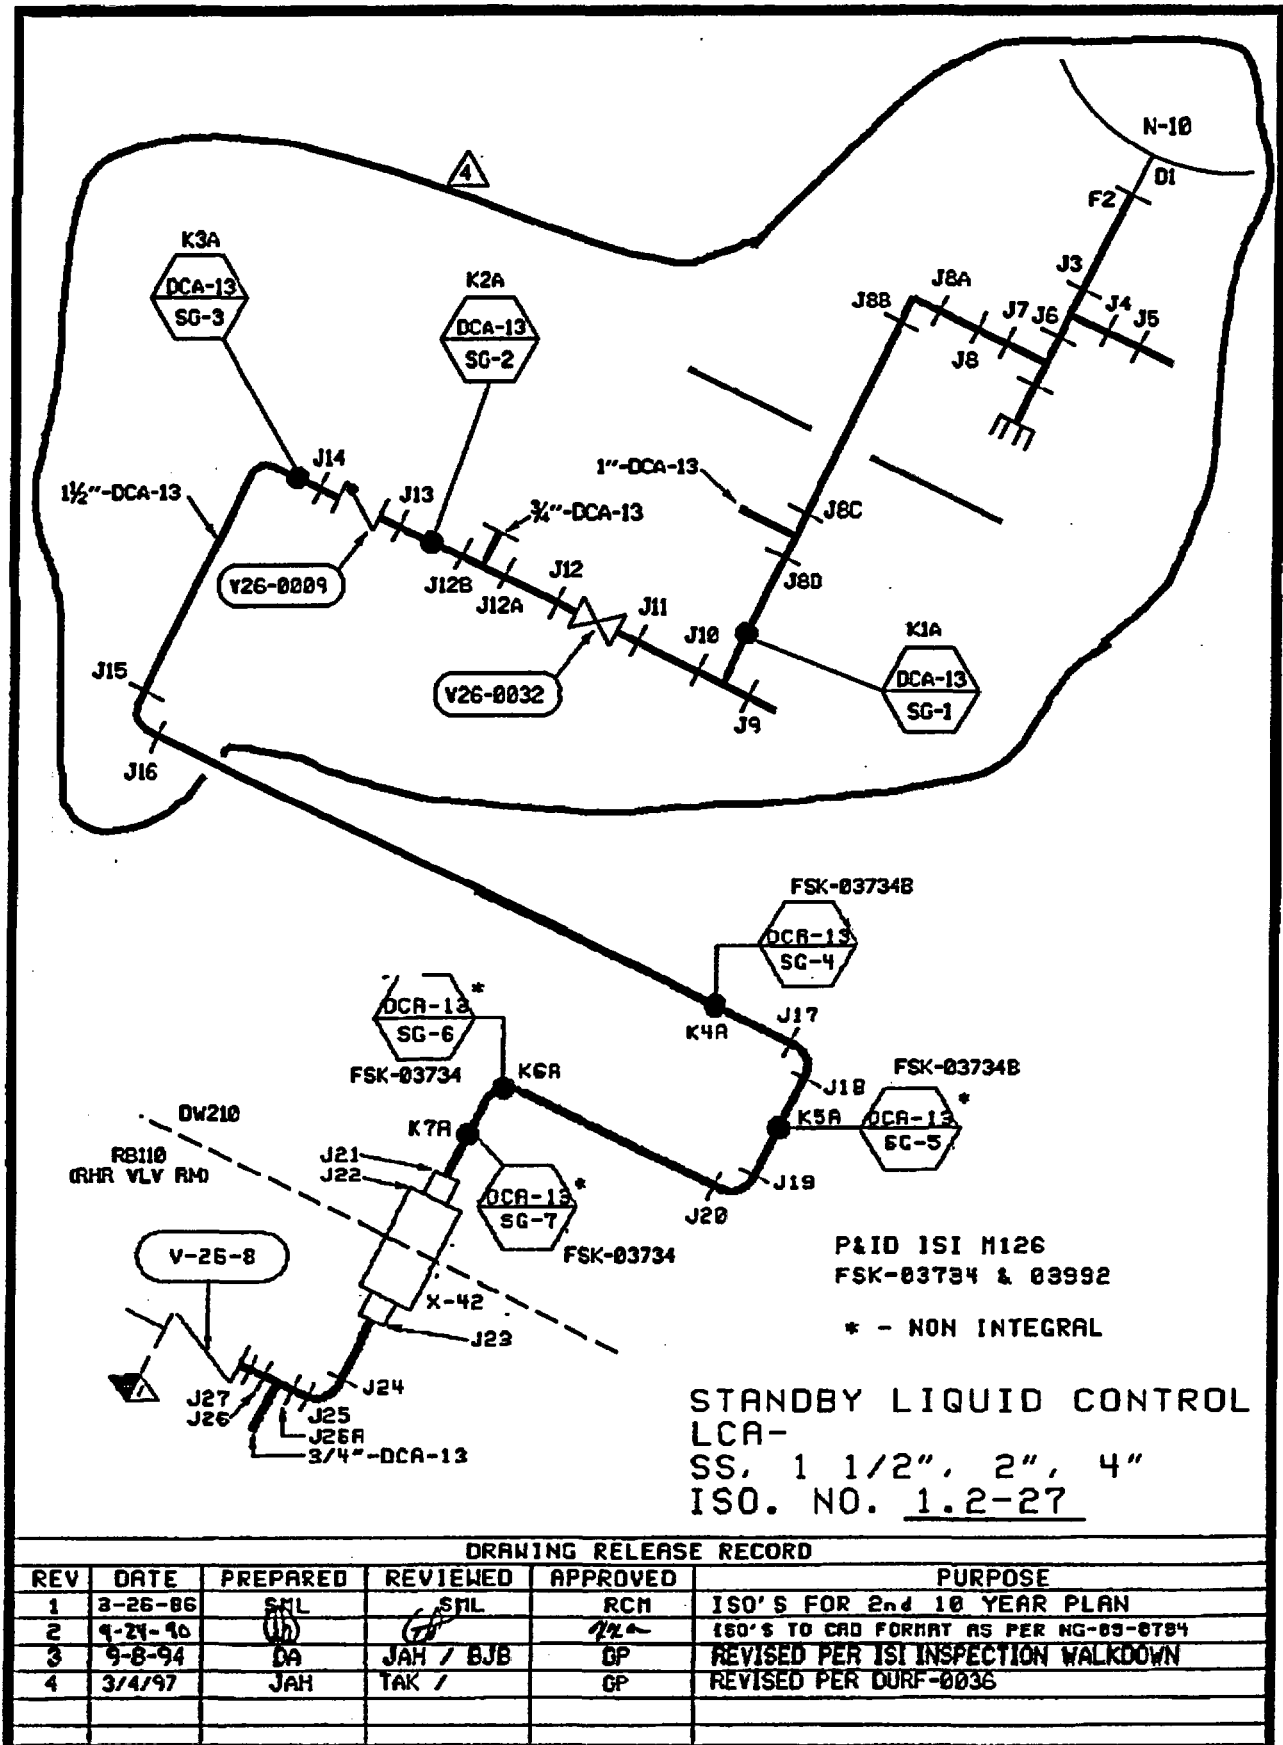 N-10
D1
F2
4
K3A
DCA-13
SG-3
K2A
DCA-13
SG-2
J3
J8A
J8B
J7
J6
J4
J5
J8
J14
1½"-DCA-13
J13
1"-DCA-13
¾"-DCA-13
J8C
V26-0009
J12B
J12A
J12
J8D
J11
J10
K1A
DCA-13
SG-1
J15
V26-0032
J9
J16
FSK-03734B
DCA-13
SG-4
K4A
J17
DCA-13 *
SG-6
FSK-03734
K6A
J18
FSK-03734B
K5A
DCA-13 *
SG-5
DW210
K7A
RB110
(RHR VLV RM)
J21
J22
DCA-13 *
SG-7
FSK-03734
J19
J20
V-26-8
X-42
J23
P&ID ISI M126
FSK-03734 & 03992
* - NON INTEGRAL
J24
J27
J26
J25
J26A
3/4"-DCA-13
STANDBY LIQUID CONTROL
LCA-
SS, 1 1/2", 2", 4"
ISO. NO. 1.2-27
DRAWING RELEASE RECORD
REV DATE PREPARED REVIEWED APPROVED PURPOSE
1 3-26-86 SML SML RCM ISO'S FOR 2nd 10 YEAR PLAN
2 9-24-90 ISO'S TO CAD FORMAT AS PER
3 9-8-94 DA JAH / BJB GP REVISED PER ISI INSPECTION WALKDOWN
4 3/4/97 JAH TAK / GP REVISED PER DURF-0036